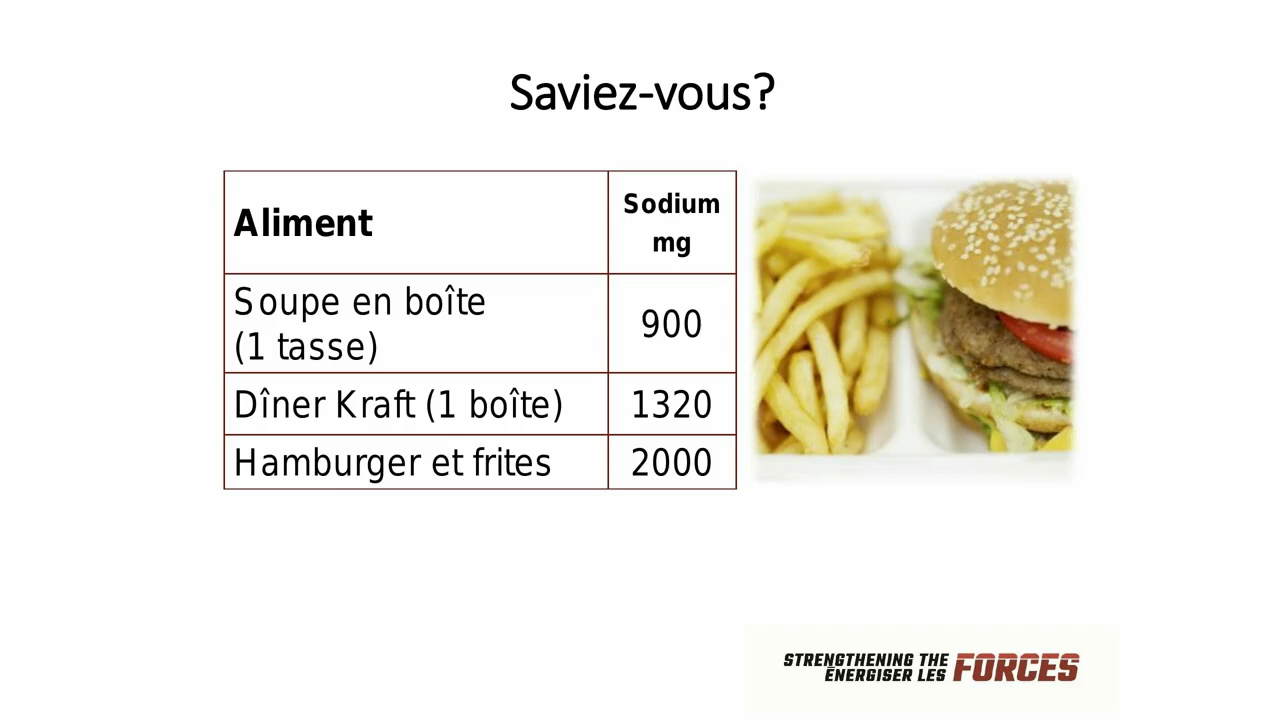 Saviez-vous?
Aliment
Sodium
mg
Soupe en boîte
(1 tasse)
900
Dîner Kraft (1 boîte)
1320
Hamburger et frites
2000
STRENGTHENING THE
ÉNERGISER LES
FORCES